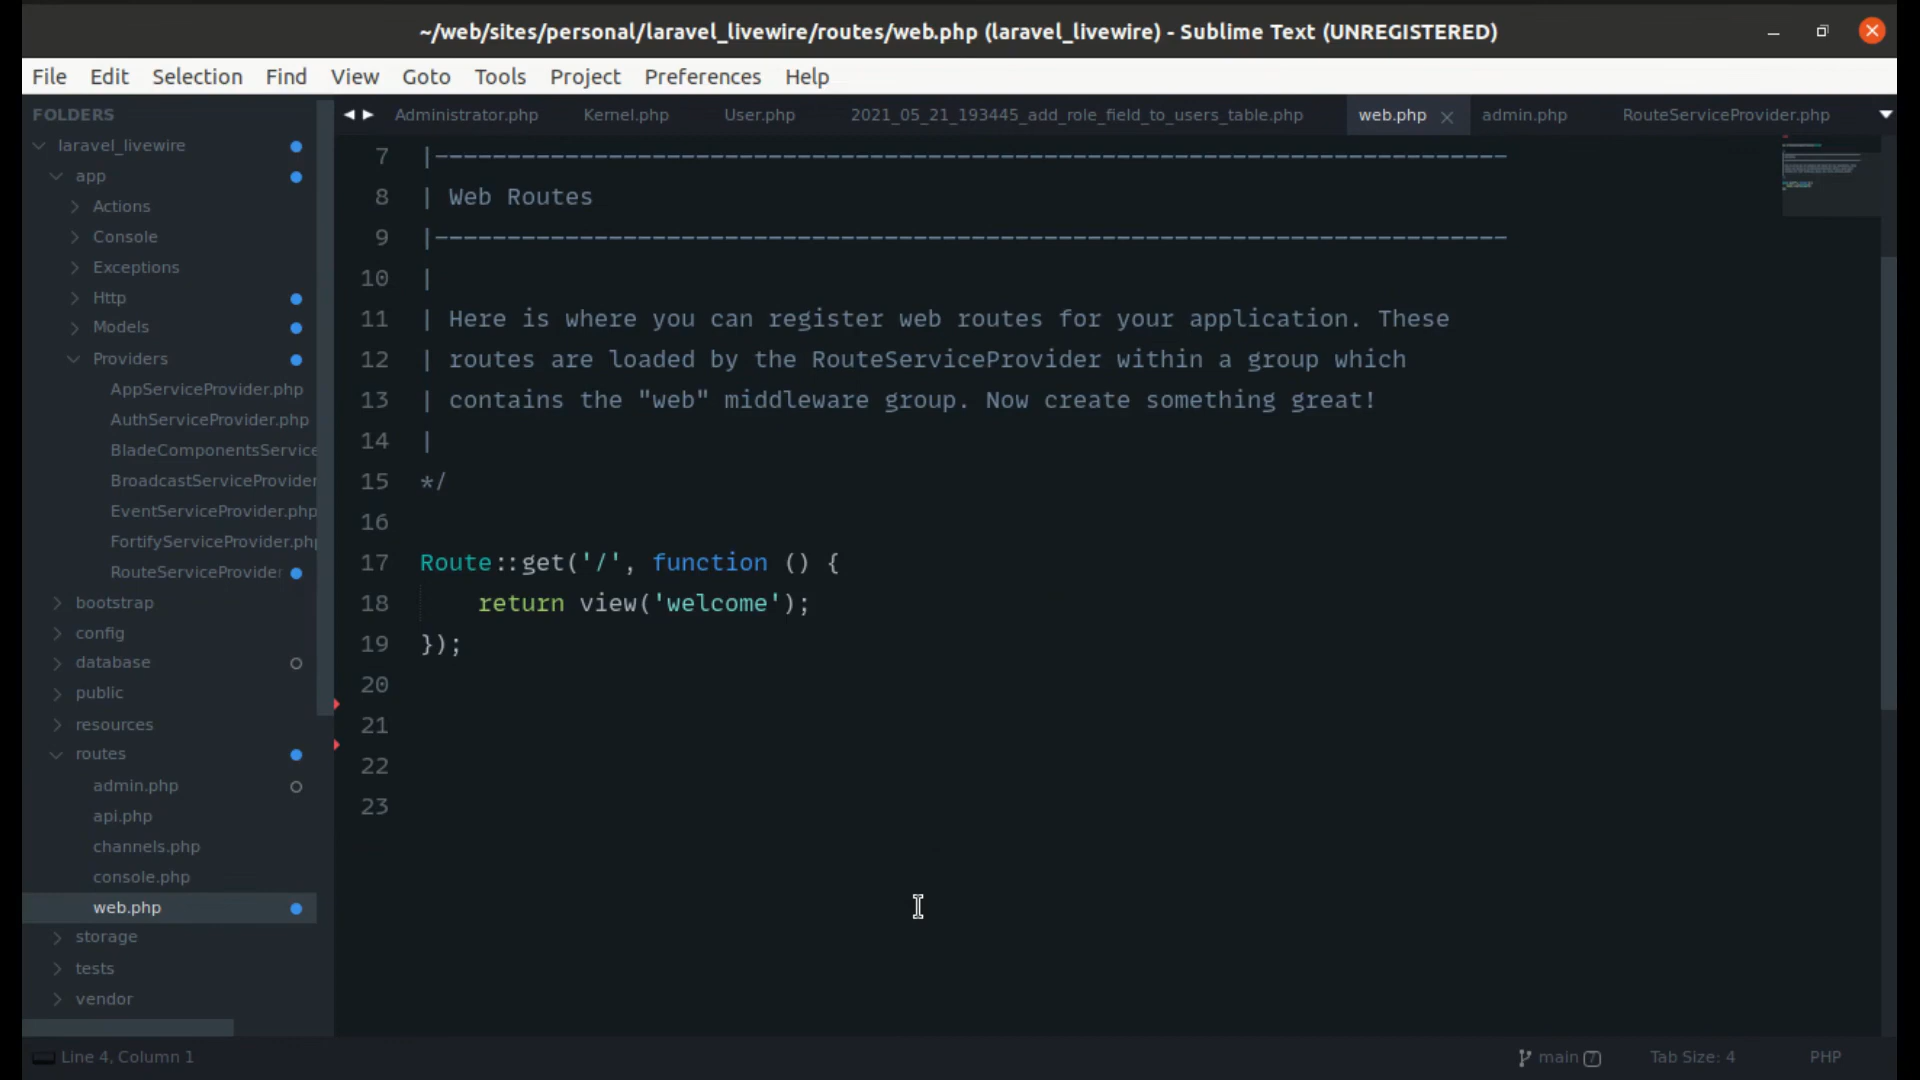 ~/web/sites/personal/laravel_livewire/routes/web.php (laravel_livewire) - Sublime Text (UNREGISTERED)
File Edit Selection Find View Goto Tools Project Preferences Help
FOLDERS
laravel_livewire
app
Actions
Console
Exceptions
Http
Models
Providers
AppServiceProvider.php
AuthServiceProvider.php
BladeComponentsService
BroadcastServiceProvider
EventServiceProvider.php
FortifyServiceProvider.php
RouteServiceProvider
bootstrap
config
database
public
resources
routes
admin.php
api.php
channels.php
console.php
web.php
storage
tests
vendor
Administrator.php Kernel.php User.php 2021_05_21_193445_add_role_field_to_users_table.php web.php admin.php RouteServiceProvider.php
7 |--------------------------------------------------------------------------
8 | Web Routes
9 |--------------------------------------------------------------------------
10 |
11 | Here is where you can register web routes for your application. These
12 | routes are loaded by the RouteServiceProvider within a group which
13 | contains the "web" middleware group. Now create something great!
14 |
15 */
16
17 Route::get('/', function () {
18     return view('welcome');
19 });
20
21
22
23
Line 4, Column 1 main 7 Tab Size: 4 PHP